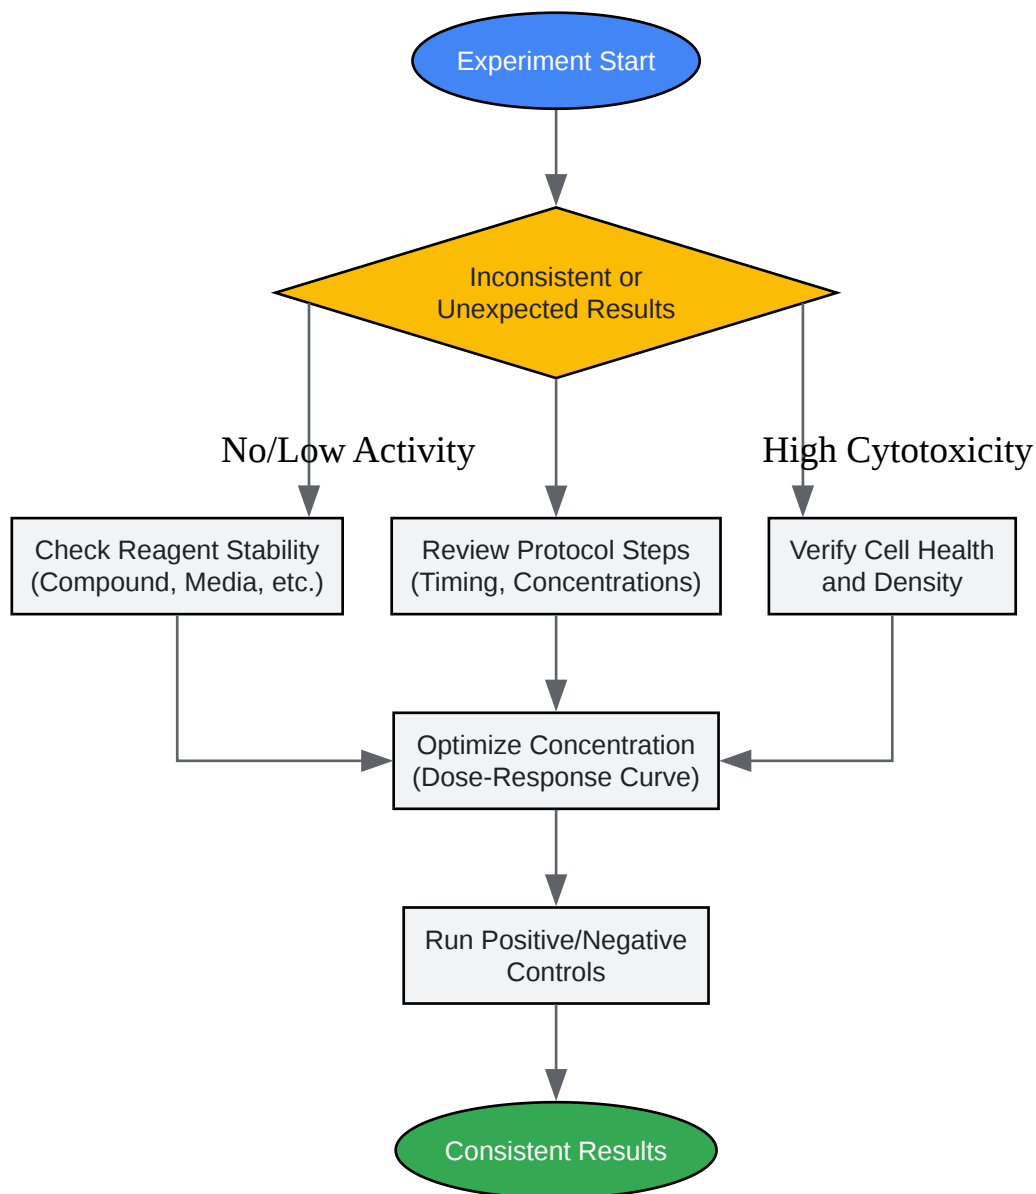 Experiment Start
Inconsistent or
Unexpected Results
No/Low Activity
High Cytotoxicity
Check Reagent Stability
(Compound, Media, etc.)
Review Protocol Steps
(Timing, Concentrations)
Verify Cell Health
and Density
Optimize Concentration
(Dose-Response Curve)
Run Positive/Negative
Controls
Consistent Results